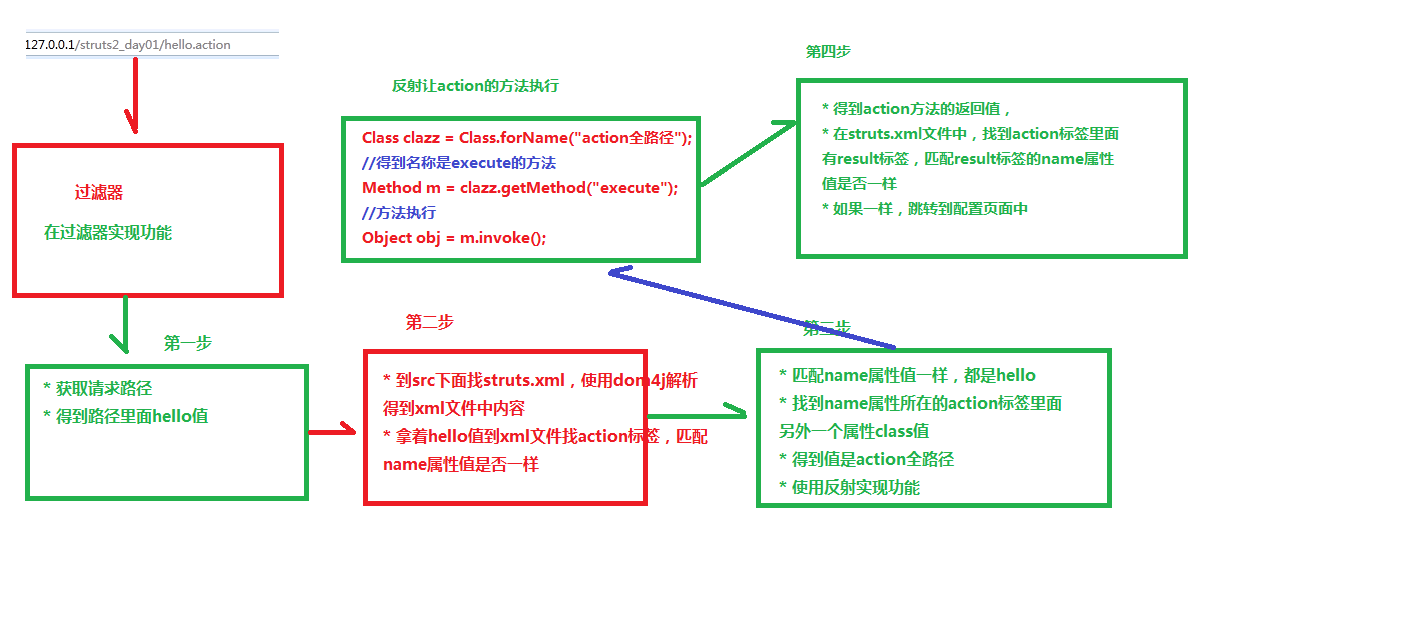 127.0.0.1/struts2_day01/hello.action
过滤器
在过滤器实现功能
第一步
* 获取请求路径
* 得到路径里面hello值
第二步
* 到src下面找struts.xml，使用dom4j解析
得到xml文件中内容
* 拿着hello值到xml文件找action标签，匹配
name属性值是否一样
第三步
* 匹配name属性值一样，都是hello
* 找到name属性所在的action标签里面
另外一个属性class值
* 得到值是action全路径
* 使用反射实现功能
反射让action的方法执行
Class clazz = Class.forName("action全路径");
//得到名称是execute的方法
Method m = clazz.getMethod("execute");
//方法执行
Object obj = m.invoke();
第四步
* 得到action方法的返回值，
* 在struts.xml文件中，找到action标签里面
有result标签，匹配result标签的name属性
值是否一样
* 如果一样，跳转到配置页面中